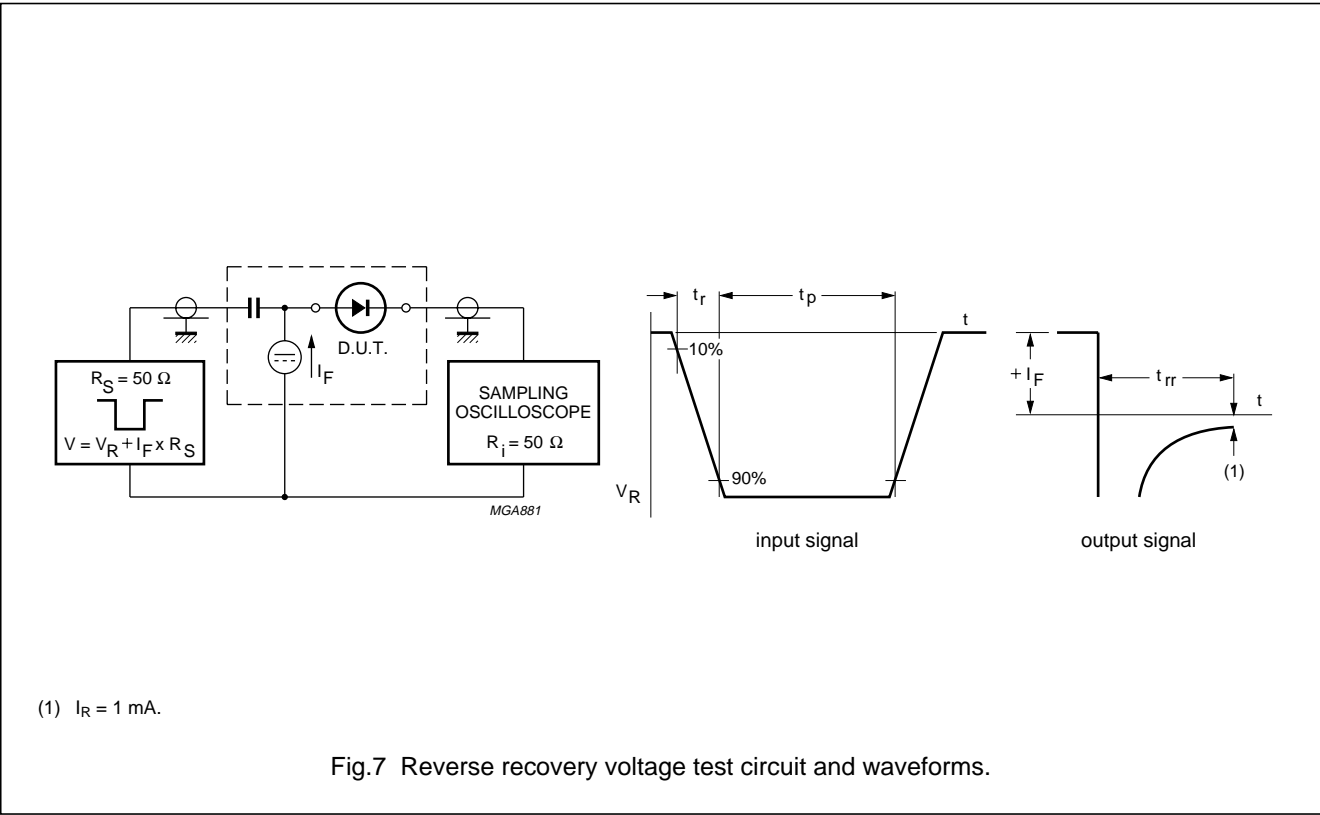 R_S = 50 Ω
V = V_R + I_F x R_S
I_F
D.U.T.
SAMPLING
OSCILLOSCOPE
R_i = 50 Ω
MGA881
t_r
t_p
t
10%
90%
V_R
input signal
+ I_F
t_rr
t
(1)
output signal
(1) I_R = 1 mA.
Fig.7 Reverse recovery voltage test circuit and waveforms.